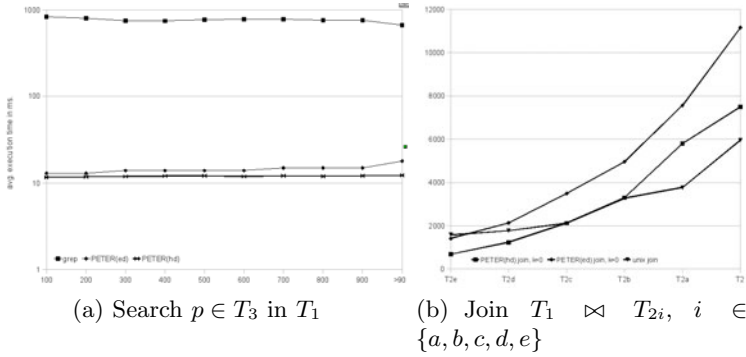 1000
100
10
1
avg. execution time in ms.
grep PETER(ed) PETER(hd)
100 200 300 400 500 600 700 800 900 >90
(a) Search p ∈ T3 in T1
12000
10000
8000
6000
4000
2000
0
PETER(hd) join, k=0 PETER(ed) join, k=0 unix join
T2e T2d T2c T2b T2a T2
(b) Join T1 ⋈ T2i, i ∈
{a, b, c, d, e}